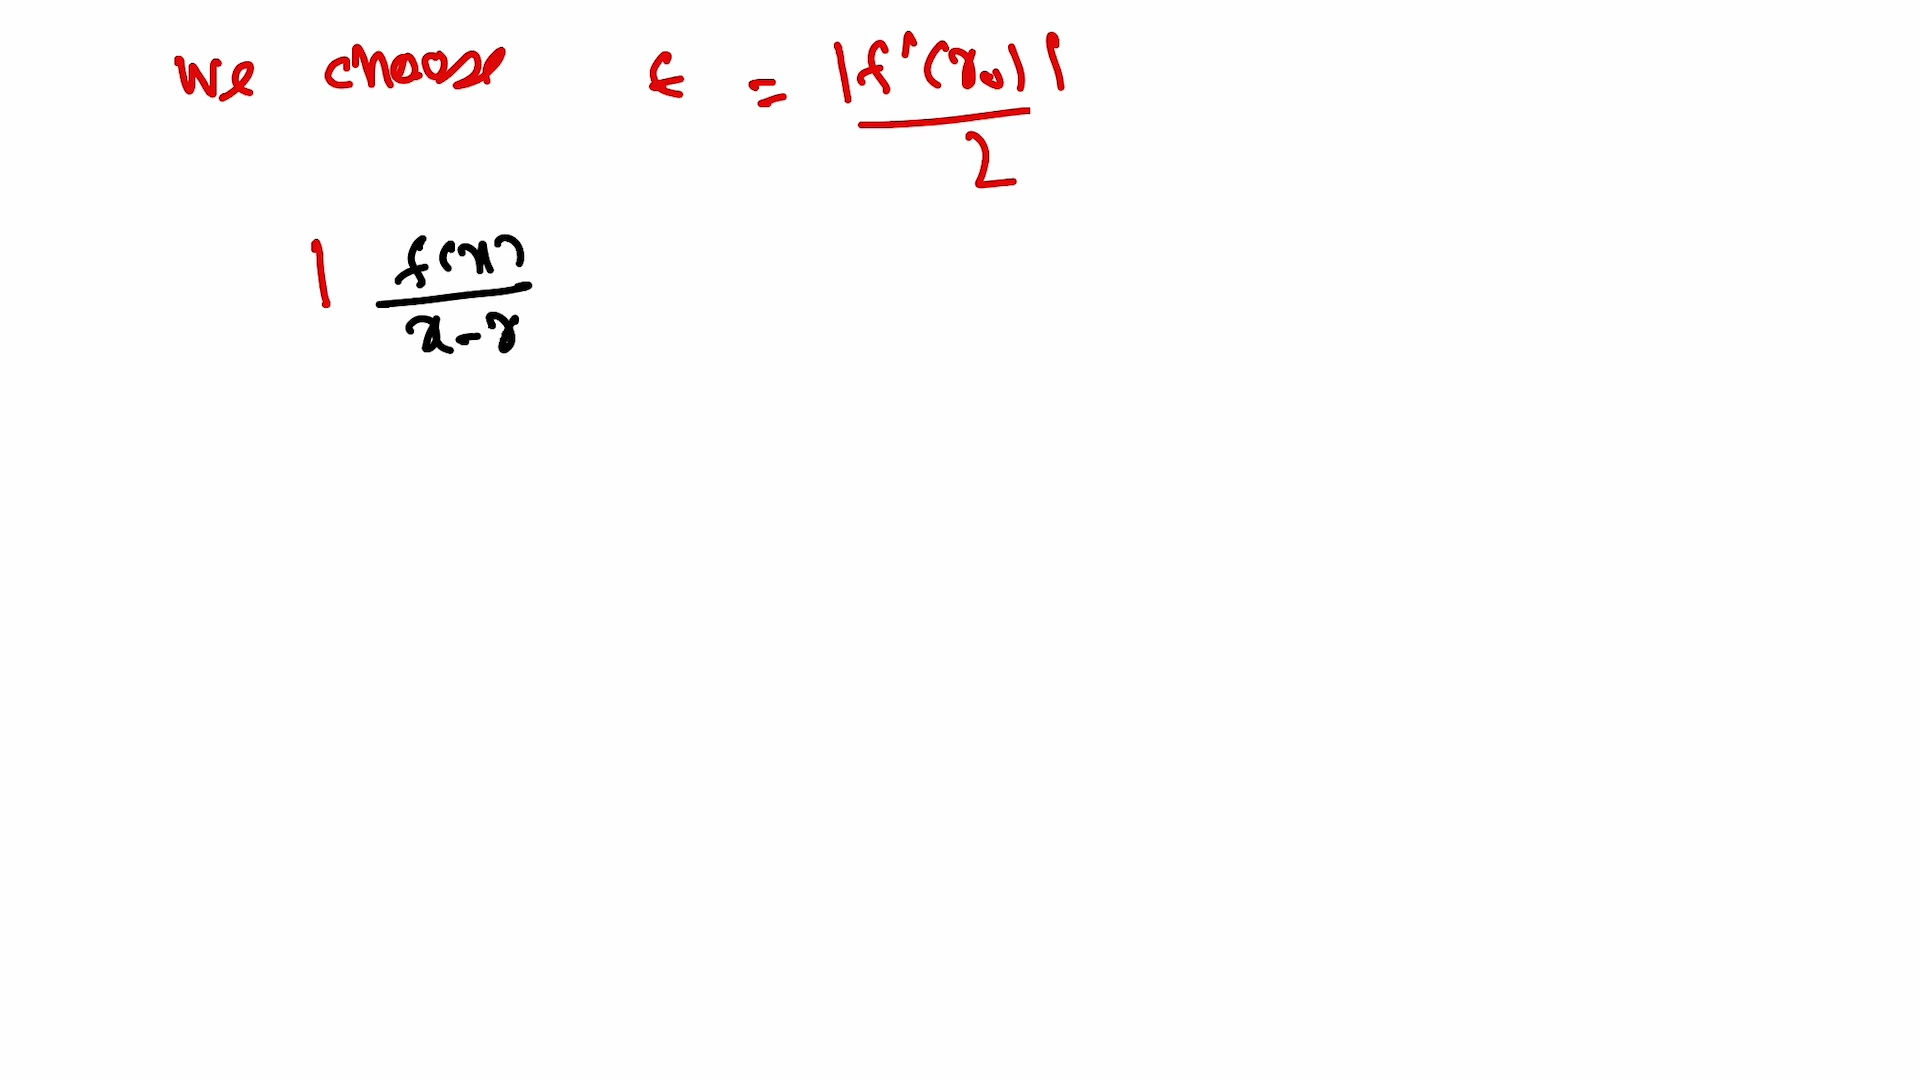 We choose ε = |f'(r₀)| / 2
| f(x) / x - r